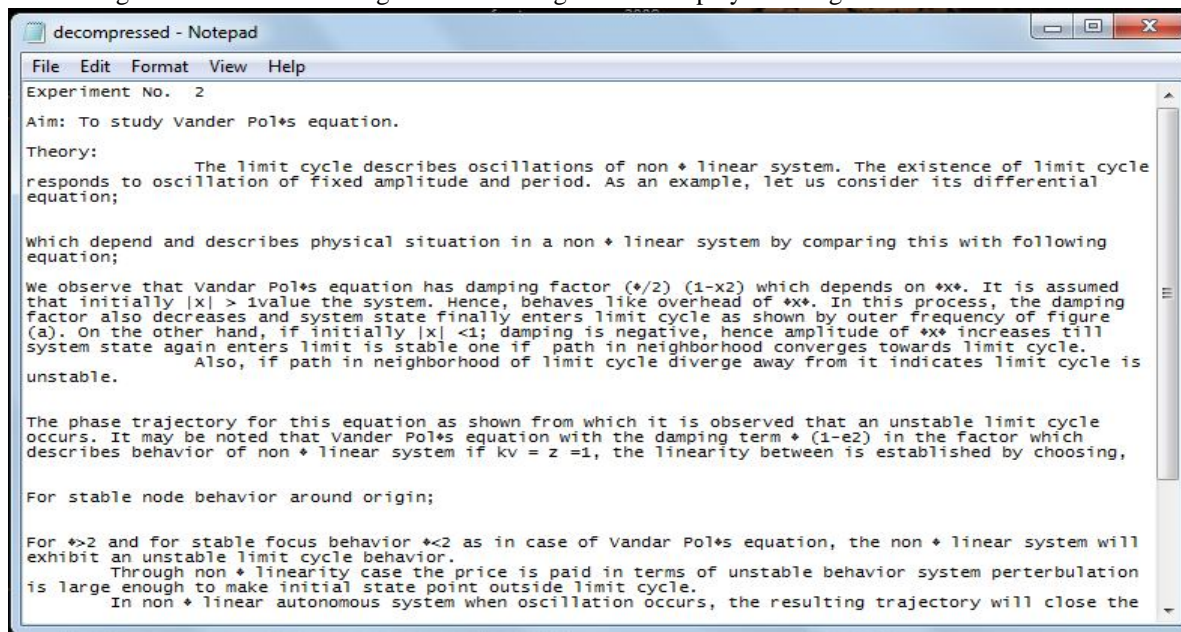 decompressed - Notepad
File Edit Format View Help
Experiment No. 2
Aim: To study Vander Pol♦s equation.
Theory:
The limit cycle describes oscillations of non ♦ linear system. The existence of limit cycle
responds to oscillation of fixed amplitude and period. As an example, let us consider its differential
equation;
Which depend and describes physical situation in a non ♦ linear system by comparing this with following
equation;
We observe that Vandar Pol♦s equation has damping factor (♦/2) (1-x2) which depends on ♦x♦. It is assumed
that initially |x| > 1value the system. Hence, behaves like overhead of ♦x♦. In this process, the damping
factor also decreases and system state finally enters limit cycle as shown by outer frequency of figure
(a). On the other hand, if initially |x| <1; damping is negative, hence amplitude of ♦x♦ increases till
system state again enters limit is stable one if path in neighborhood converges towards limit cycle.
Also, if path in neighborhood of limit cycle diverge away from it indicates limit cycle is
unstable.
The phase trajectory for this equation as shown from which it is observed that an unstable limit cycle
occurs. It may be noted that Vander Pol♦s equation with the damping term ♦ (1-e2) in the factor which
describes behavior of non ♦ linear system if kv = z =1, the linearity between is established by choosing,
For stable node behavior around origin;
For ♦>2 and for stable focus behavior ♦<2 as in case of Vandar Pol♦s equation, the non ♦ linear system will
exhibit an unstable limit cycle behavior.
Through non ♦ linearity case the price is paid in terms of unstable behavior system perterbulation
is large enough to make initial state point outside limit cycle.
In non ♦ linear autonomous system when oscillation occurs, the resulting trajectory will close the